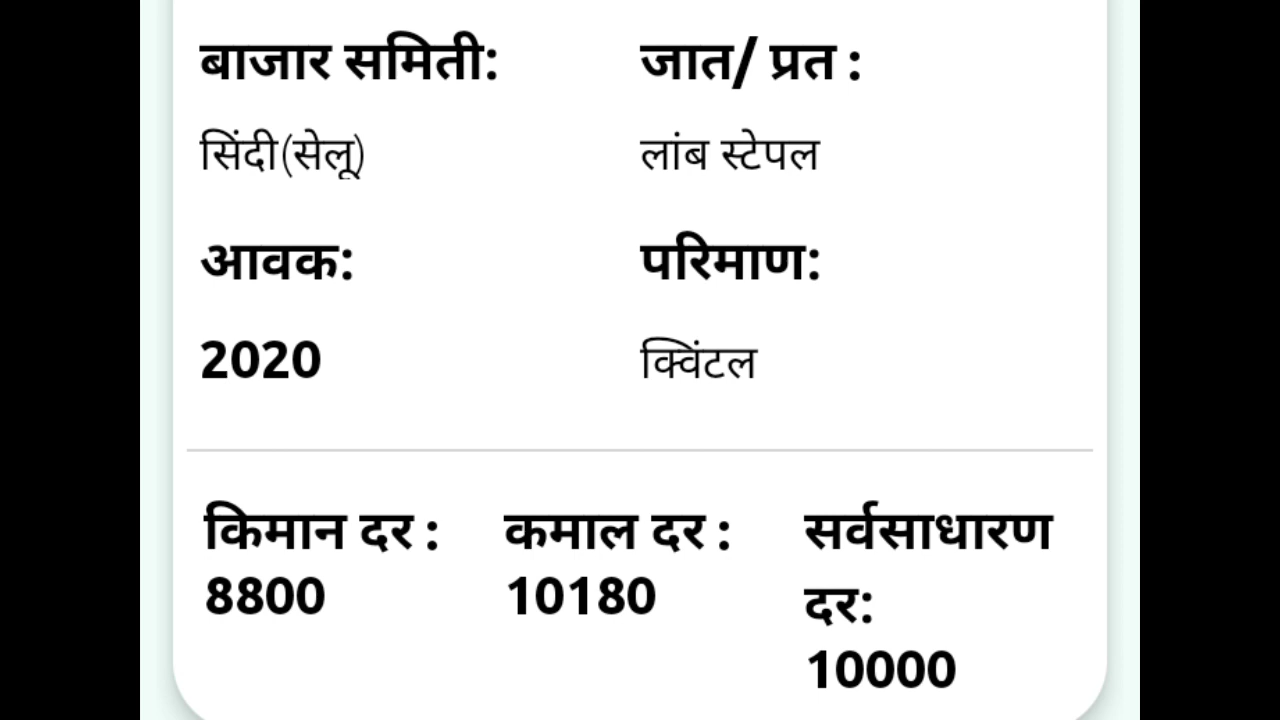 बाजार समिती:
जात/ प्रत :
सिंदी(सेलू)
लांब स्टेपल
आवक:
परिमाण:
2020
क्विंटल
किमान दर :
8800
कमाल दर :
10180
सर्वसाधारण
दर:
10000